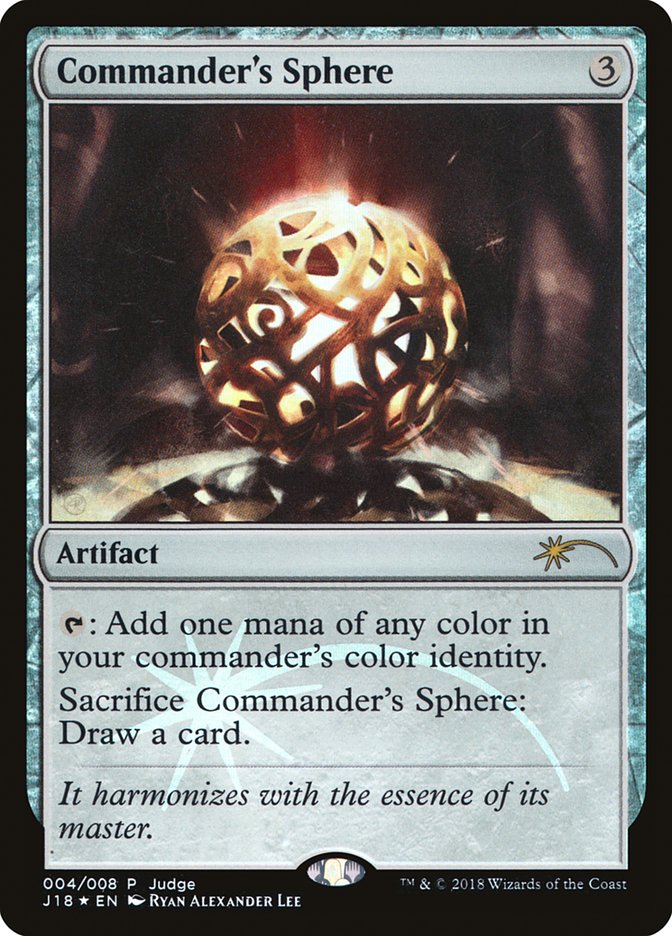 Commander's Sphere 3
Artifact
: Add one mana of any color in
your commander's color identity.
Sacrifice Commander's Sphere:
Draw a card.
It harmonizes with the essence of its
master.
004/008 P Judge
J18 ★ EN Ryan Alexander Lee
™ & © 2018 Wizards of the Coast